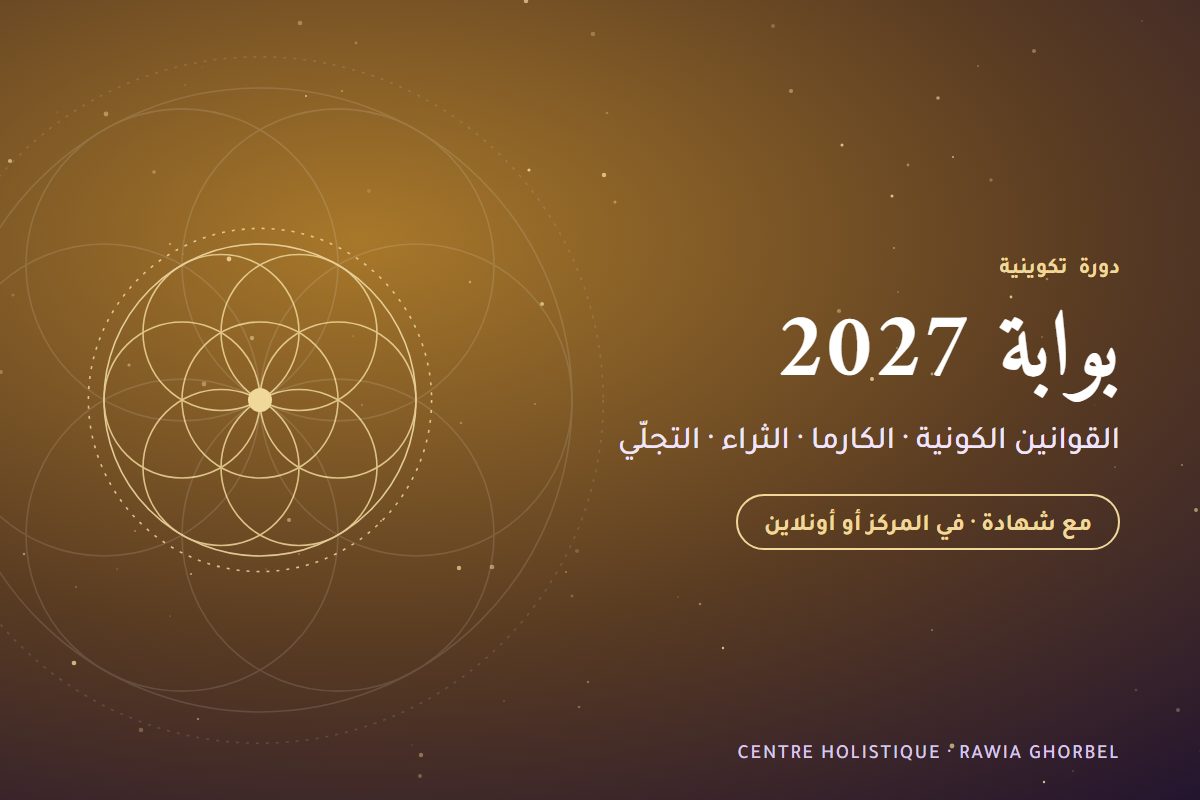 دورة تكوينية
بوابة 2027
القوانين الكونية · الكارما · الثراء · التجلّي
مع شهادة · في المركز أو أونلاين
CENTRE HOLISTIQUE · RAWIA GHORBEL